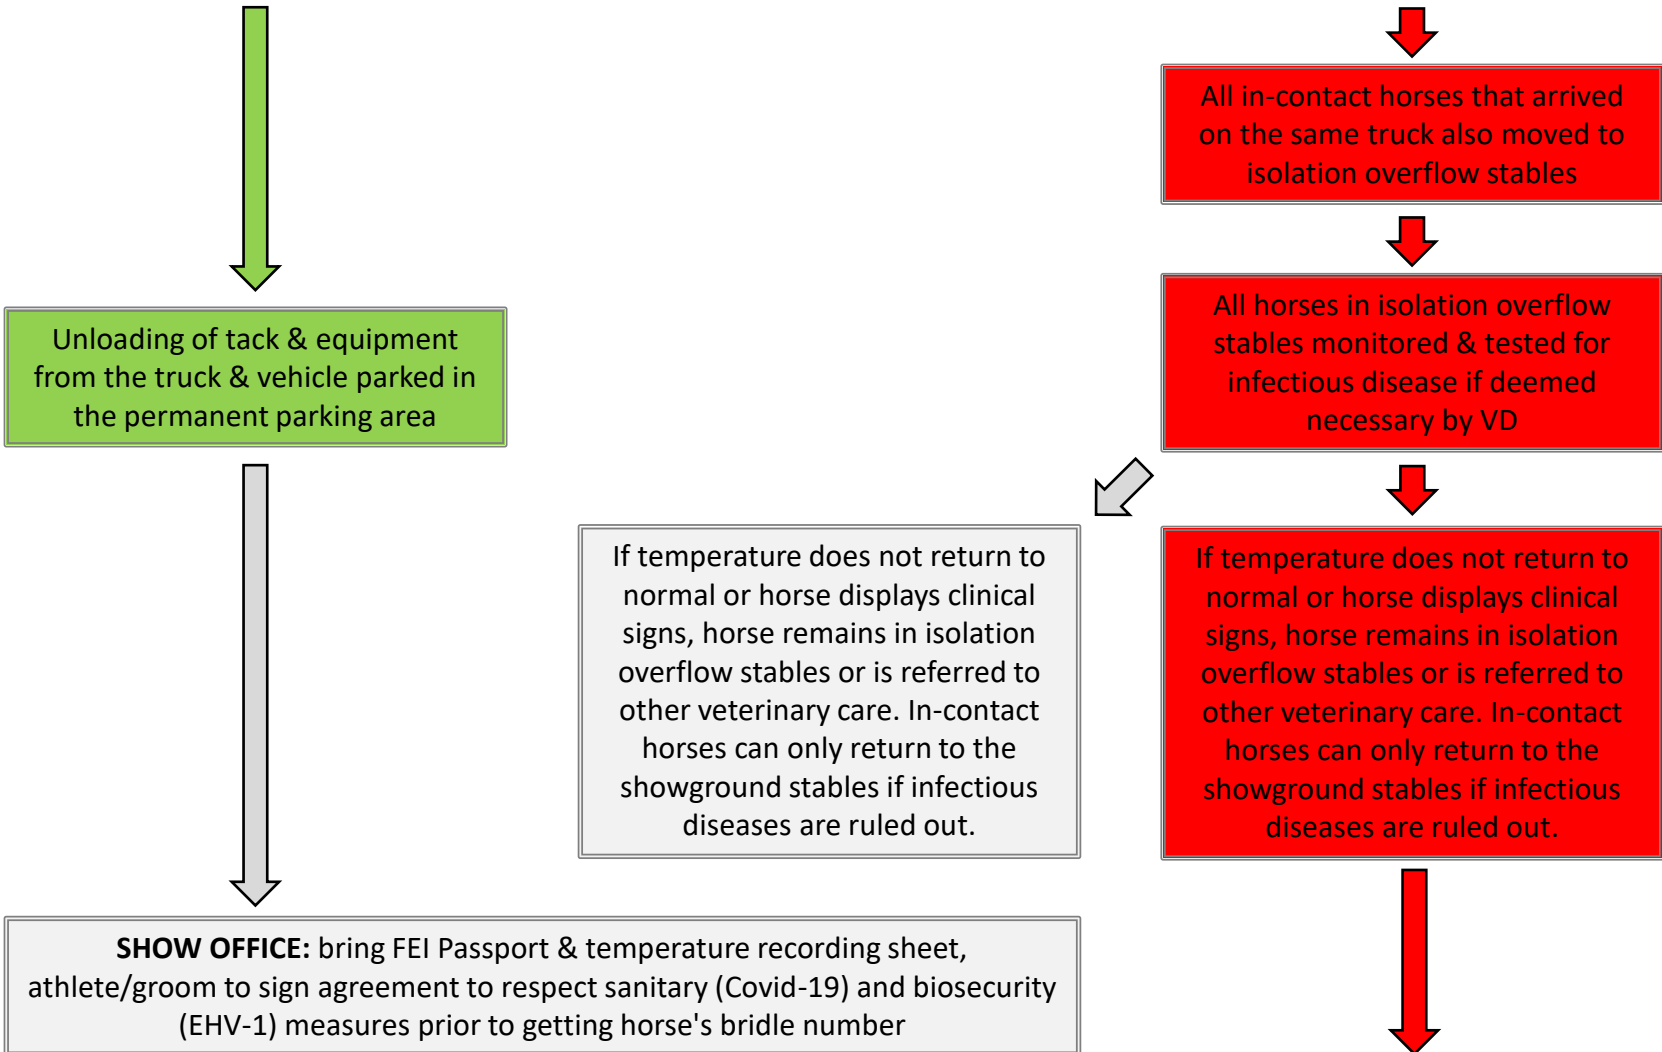 All in-contact horses that arrived
on the same truck also moved to
isolation overflow stables
Unloading of tack & equipment
from the truck & vehicle parked in
the permanent parking area
All horses in isolation overflow
stables monitored & tested for
infectious disease if deemed
necessary by VD
If temperature does not return to
normal or horse displays clinical
signs, horse remains in isolation
overflow stables or is referred to
other veterinary care. In-contact
horses can only return to the
showground stables if infectious
diseases are ruled out.
If temperature does not return to
normal or horse displays clinical
signs, horse remains in isolation
overflow stables or is referred to
other veterinary care. In-contact
horses can only return to the
showground stables if infectious
diseases are ruled out.
SHOW OFFICE: bring FEI Passport & temperature recording sheet,
athlete/groom to sign agreement to respect sanitary (Covid-19) and biosecurity
(EHV-1) measures prior to getting horse's bridle number